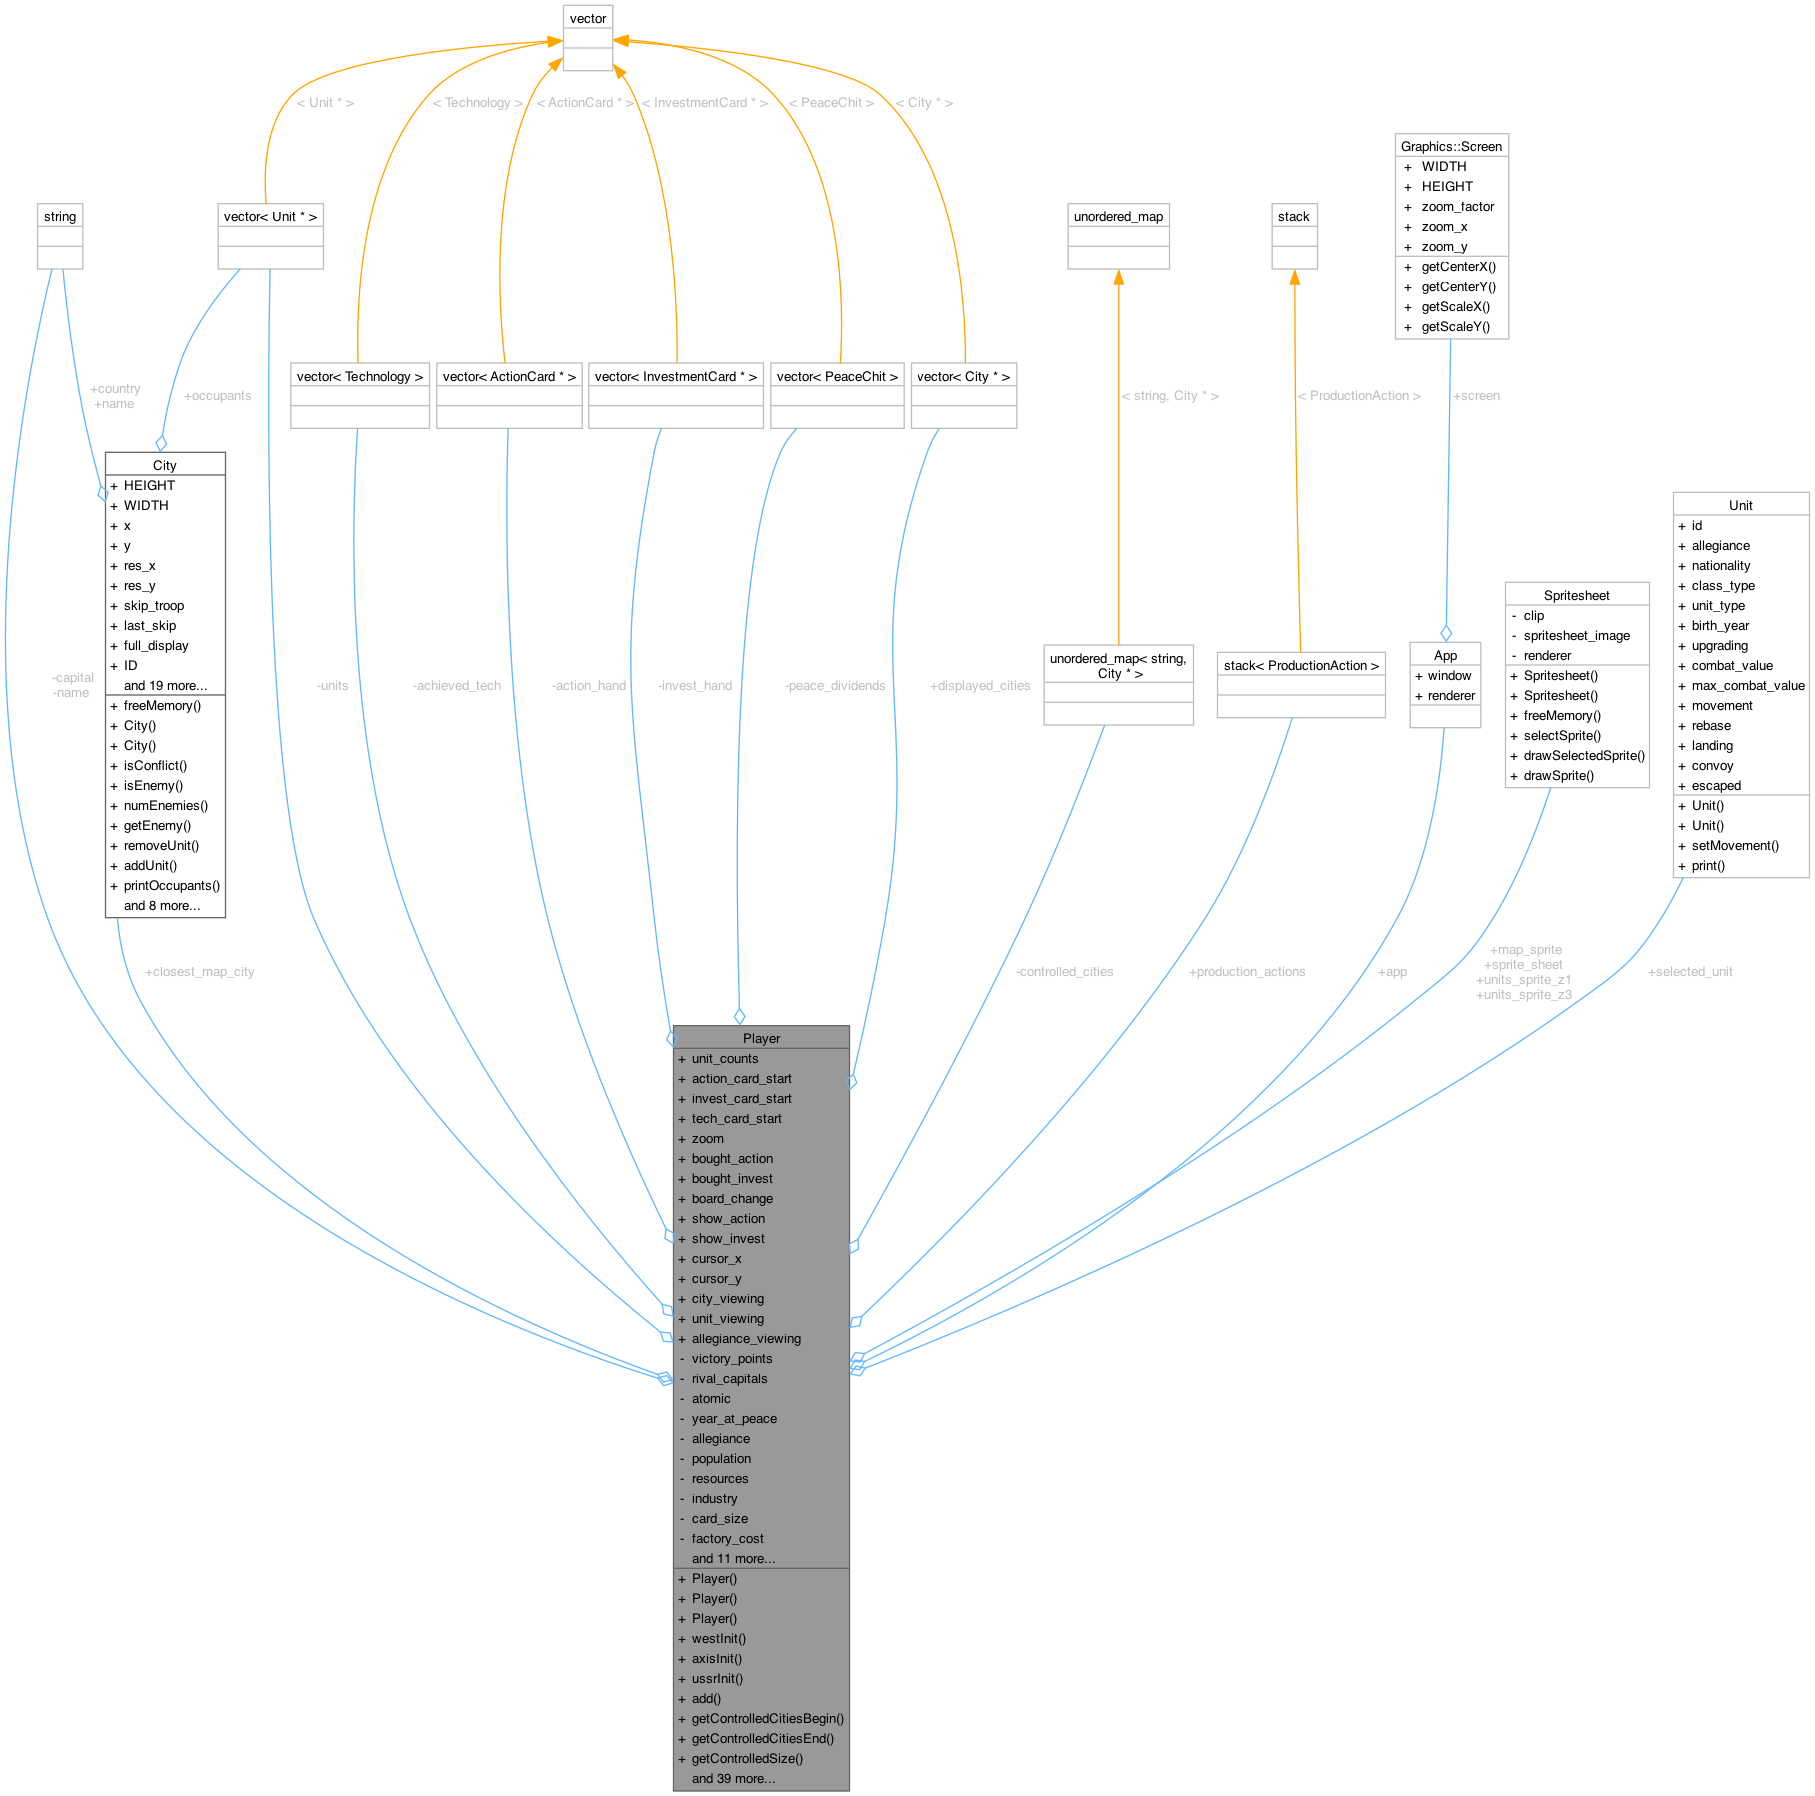 vector
< Unit * >
< Technology >
< ActionCard * >
< InvestmentCard * >
< PeaceChit >
< City * >
string
vector< Unit * >
unordered_map
stack
Graphics::Screen
+ WIDTH
+ HEIGHT
+ zoom_factor
+ zoom_x
+ zoom_y
+ getCenterX()
+ getCenterY()
+ getScaleX()
+ getScaleY()
vector< Technology >
vector< ActionCard * >
vector< InvestmentCard * >
vector< PeaceChit >
vector< City * >
+country
+name
+occupants
< string, City * >
< ProductionAction >
+screen
City
+ HEIGHT
+ WIDTH
+ x
+ y
+ res_x
+ res_y
+ skip_troop
+ last_skip
+ full_display
+ ID
and 19 more...
+ freeMemory()
+ City()
+ City()
+ isConflict()
+ isEnemy()
+ numEnemies()
+ getEnemy()
+ removeUnit()
+ addUnit()
+ printOccupants()
and 8 more...
Unit
+ id
+ allegiance
+ nationality
+ class_type
+ unit_type
+ birth_year
+ upgrading
+ combat_value
+ max_combat_value
+ movement
+ rebase
+ landing
+ convoy
+ escaped
+ Unit()
+ Unit()
+ setMovement()
+ print()
Spritesheet
- clip
- spritesheet_image
- renderer
+ Spritesheet()
+ Spritesheet()
+ freeMemory()
+ selectSprite()
+ drawSelectedSprite()
+ drawSprite()
App
+ window
+ renderer
unordered_map< string,
City * >
stack< ProductionAction >
-capital
-name
-units
-achieved_tech
-action_hand
-invest_hand
-peace_dividends
+displayed_cities
+closest_map_city
-controlled_cities
+production_actions
+app
+map_sprite
+sprite_sheet
+units_sprite_z1
+units_sprite_z3
+selected_unit
Player
+ unit_counts
+ action_card_start
+ invest_card_start
+ tech_card_start
+ zoom
+ bought_action
+ bought_invest
+ board_change
+ show_action
+ show_invest
+ cursor_x
+ cursor_y
+ city_viewing
+ unit_viewing
+ allegiance_viewing
- victory_points
- rival_capitals
- atomic
- year_at_peace
- allegiance
- population
- resources
- industry
- card_size
- factory_cost
and 11 more...
+ Player()
+ Player()
+ Player()
+ westInit()
+ axisInit()
+ ussrInit()
+ add()
+ getControlledCitiesBegin()
+ getControlledCitiesEnd()
+ getControlledSize()
and 39 more...